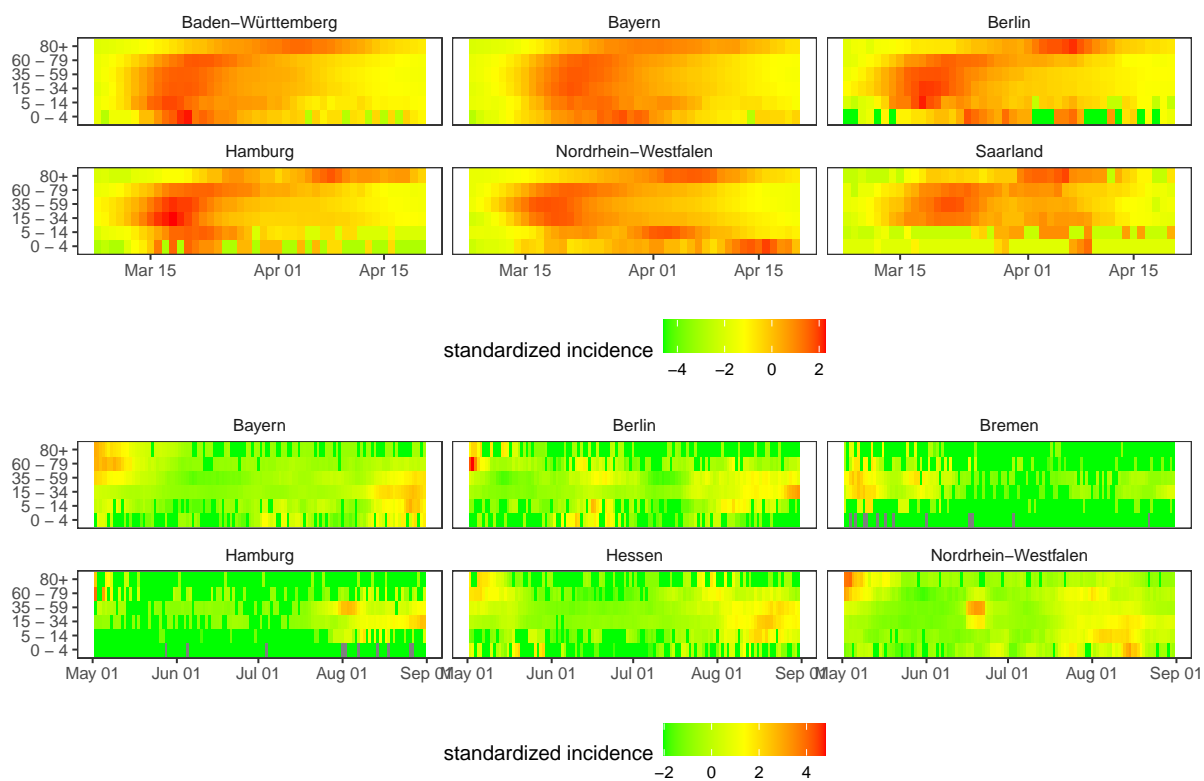 Baden−Württemberg Bayern Berlin
80+
60 − 79
35 − 59
15 − 34
5 − 14
0 − 4
Hamburg Nordrhein−Westfalen Saarland
80+
60 − 79
35 − 59
15 − 34
5 − 14
0 − 4
Mar 15 Apr 01 Apr 15 Mar 15 Apr 01 Apr 15 Mar 15 Apr 01 Apr 15
standardized incidence
−4 −2 0 2
Bayern Berlin Bremen
80+
60 − 79
35 − 59
15 − 34
5 − 14
0 − 4
Hamburg Hessen Nordrhein−Westfalen
80+
60 − 79
35 − 59
15 − 34
5 − 14
0 − 4
May 01 Jun 01 Jul 01 Aug 01 Sep 01 May 01 Jun 01 Jul 01 Aug 01 Sep 01 May 01 Jun 01 Jul 01 Aug 01 Sep 01
standardized incidence
−2 0 2 4